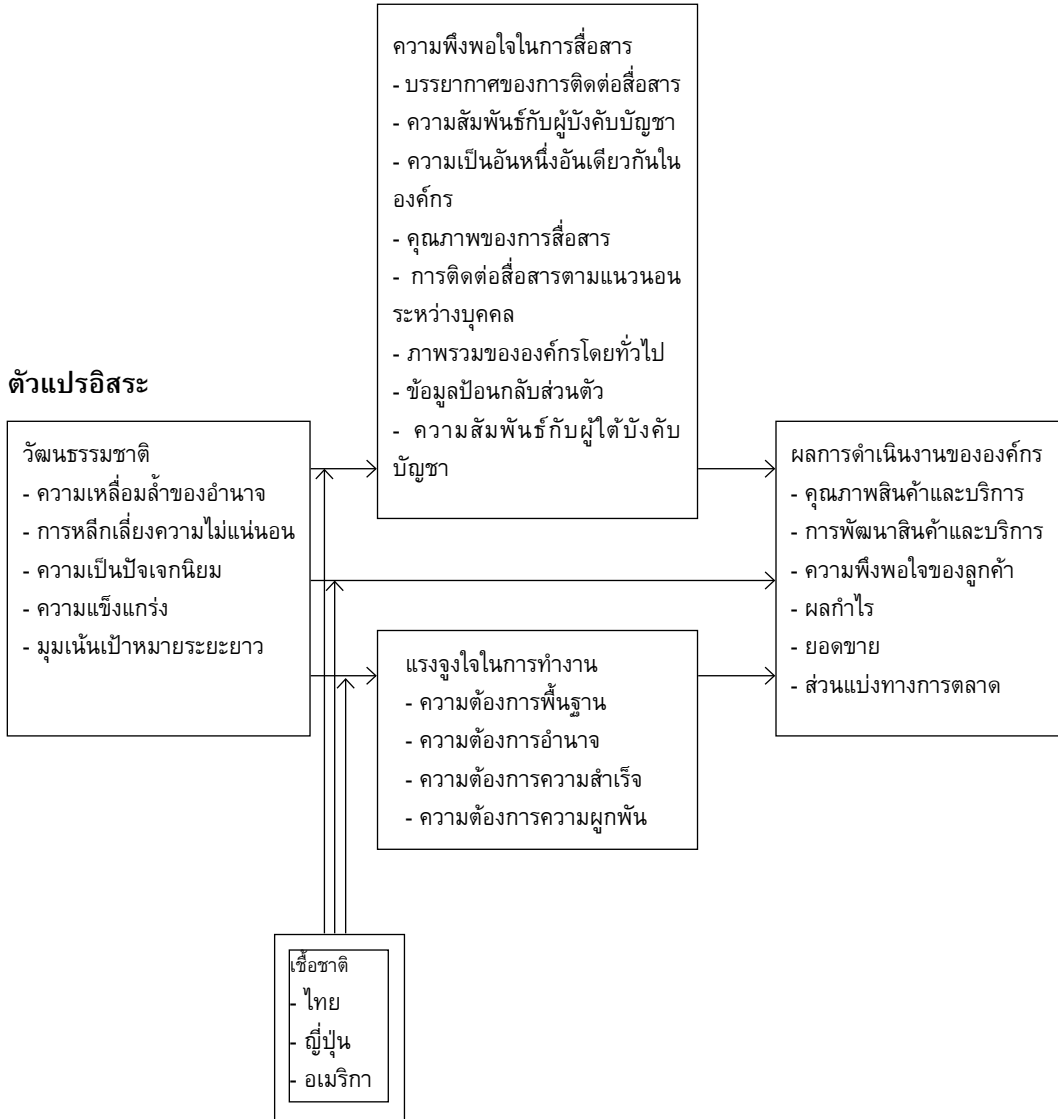 ความพึงพอใจในการสื่อสาร
- บรรยากาศของการติดต่อสื่อสาร
- ความสัมพันธ์กับผู้บังคับบัญชา
- ความเป็นอันหนึ่งอันเดียวกันใน
องค์กร
- คุณภาพของการสื่อสาร
- การติดต่อสื่อสารตามแนวนอน
ระหว่างบุคคล
- ภาพรวมขององค์กรโดยทั่วไป
- ข้อมูลป้อนกลับส่วนตัว
- ความสัมพันธ์กับผู้ใต้บังคับ
บัญชา
ตัวแปรอิสระ
วัฒนธรรมชาติ
- ความเหลื่อมล้ำของอำนาจ
- การหลีกเลี่ยงความไม่แน่นอน
- ความเป็นปัจเจกนิยม
- ความแข็งแกร่ง
- มุมเน้นเป้าหมายระยะยาว
ผลการดำเนินงานขององค์กร
- คุณภาพสินค้าและบริการ
- การพัฒนาสินค้าและบริการ
- ความพึงพอใจของลูกค้า
- ผลกำไร
- ยอดขาย
- ส่วนแบ่งทางการตลาด
แรงจูงใจในการทำงาน
- ความต้องการพื้นฐาน
- ความต้องการอำนาจ
- ความต้องการความสำเร็จ
- ความต้องการความผูกพัน
เชื้อชาติ
- ไทย
- ญี่ปุ่น
- อเมริกา